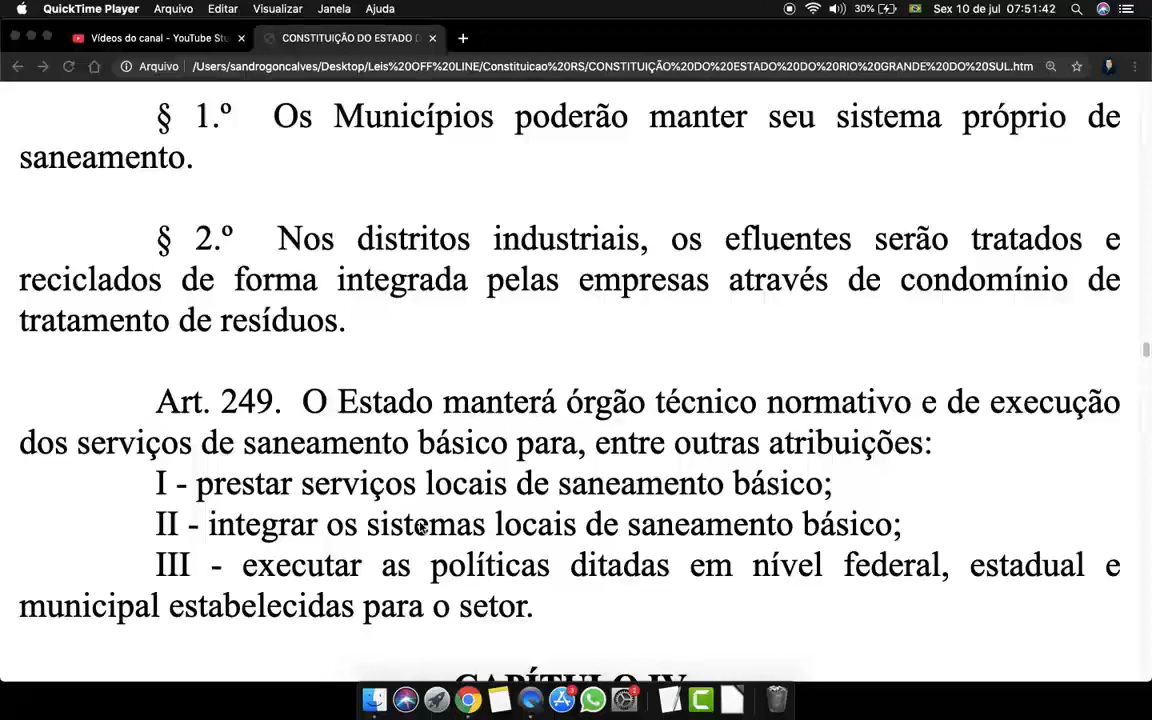 QuickTime Player Arquivo Editar Visualizar Janela Ajuda 30% Sex 10 de jul 07:51:42
Vídeos do canal - YouTube Stu × CONSTITUIÇÃO DO ESTADO D × +
Arquivo /Users/sandrogoncalves/Desktop/Leis%20OFF%20LINE/Constituicao%20RS/CONSTITUIÇÃO%20DO%20ESTADO%20DO%20RIO%20GRANDE%20DO%20SUL.htm
§ 1.º Os Municípios poderão manter seu sistema próprio de
saneamento.
§ 2.º Nos distritos industriais, os efluentes serão tratados e
reciclados de forma integrada pelas empresas através de condomínio de
tratamento de resíduos.
Art. 249. O Estado manterá órgão técnico normativo e de execução
dos serviços de saneamento básico para, entre outras atribuições:
I - prestar serviços locais de saneamento básico;
II - integrar os sistemas locais de saneamento básico;
III - executar as políticas ditadas em nível federal, estadual e
municipal estabelecidas para o setor.
CAPÍTULO IV